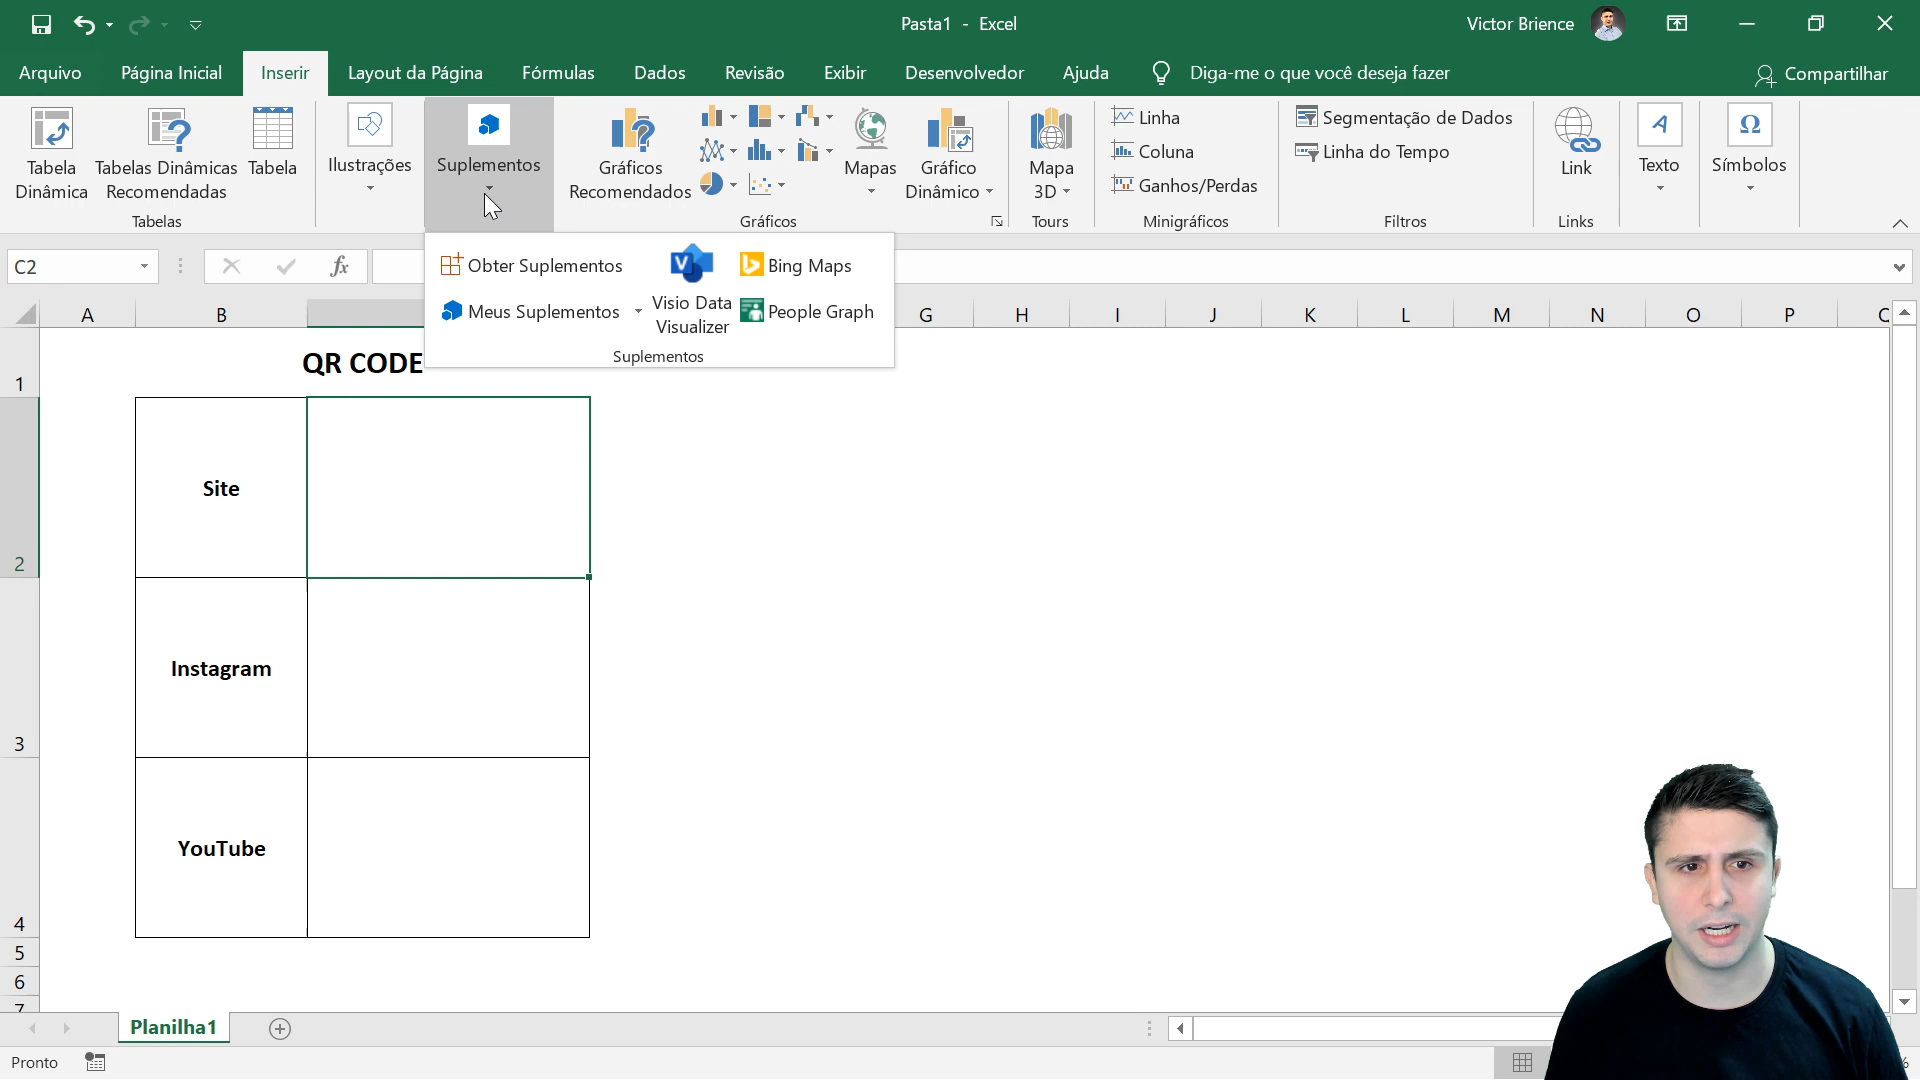 Pasta1 - Excel
Victor Brience
Arquivo Página Inicial Inserir Layout da Página Fórmulas Dados Revisão Exibir Desenvolvedor Ajuda Diga-me o que você deseja fazer Compartilhar
Tabela Dinâmica
Tabelas Dinâmicas Recomendadas
Tabela
Tabelas
Ilustrações
Suplementos
Gráficos Recomendados
Mapas
Gráfico Dinâmico
Gráficos
Mapa 3D
Tours
Linha
Coluna
Ganhos/Perdas
Minigráficos
Segmentação de Dados
Linha do Tempo
Filtros
Link
Links
A
Texto
Ω
Símbolos
Obter Suplementos
Meus Suplementos
Visio Data Visualizer
Bing Maps
People Graph
Suplementos
C2
fx
A B G H I J K L M N O P
1
QR CODE
2
Site
3
Instagram
4
YouTube
5
6
7
Planilha1
Pronto
%